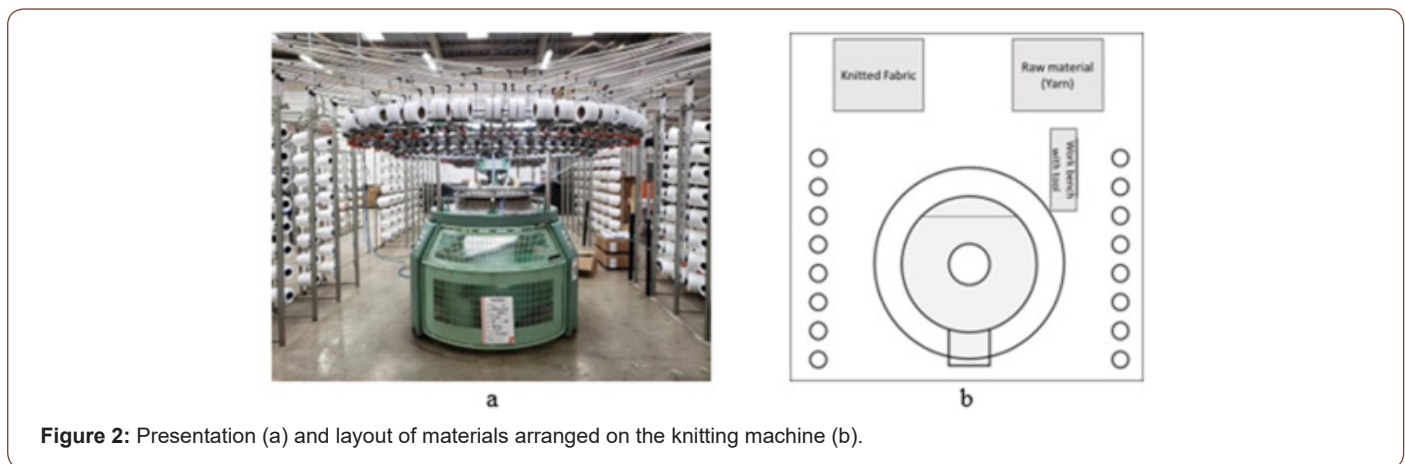 Knitted Fabric
Raw material
(Yarn)
Work bench
with tool
a
b
Figure 2: Presentation (a) and layout of materials arranged on the knitting machine (b).